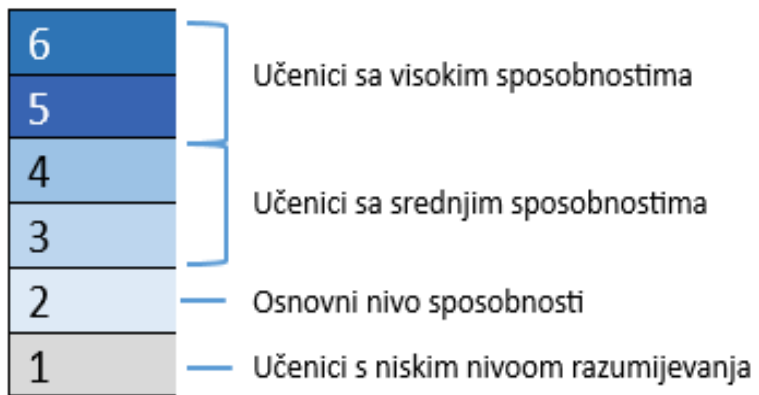 6
Učenici sa visokim sposobnostima
5
4
Učenici sa srednjim sposobnostima
3
2 Osnovni nivo sposobnosti
1 Učenici s niskim nivoom razumijevanja